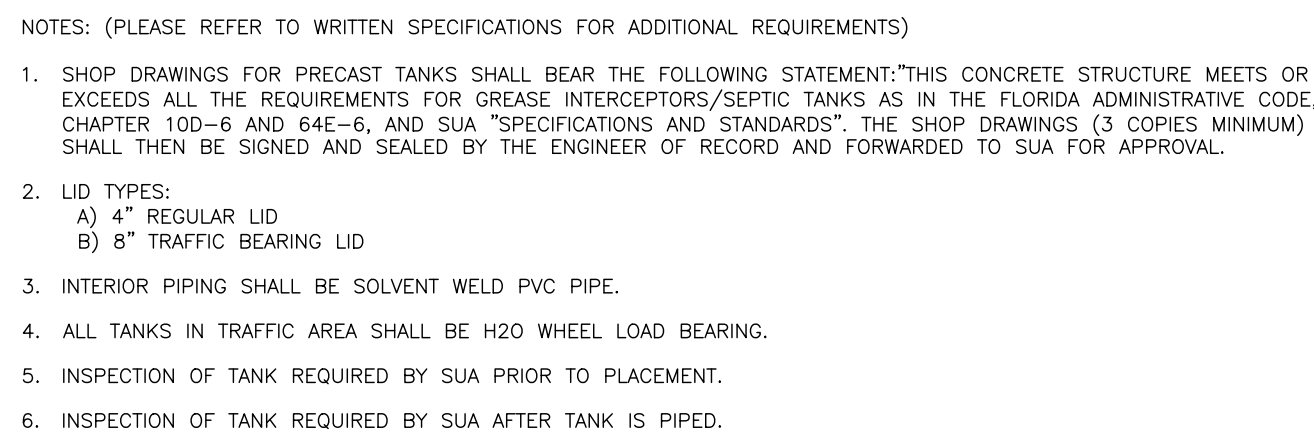 NOTES: (PLEASE REFER TO WRITTEN SPECIFICATIONS FOR ADDITIONAL REQUIREMENTS)
1. SHOP DRAWINGS FOR PRECAST TANKS SHALL BEAR THE FOLLOWING STATEMENT:"THIS CONCRETE STRUCTURE MEETS OR
EXCEEDS ALL THE REQUIREMENTS FOR GREASE INTERCEPTORS/SEPTIC TANKS AS IN THE FLORIDA ADMINISTRATIVE CODE,
CHAPTER 10D-6 AND 64E-6, AND SUA "SPECIFICATIONS AND STANDARDS". THE SHOP DRAWINGS (3 COPIES MINIMUM)
SHALL THEN BE SIGNED AND SEALED BY THE ENGINEER OF RECORD AND FORWARDED TO SUA FOR APPROVAL.
2. LID TYPES:
A) 4" REGULAR LID
B) 8" TRAFFIC BEARING LID
3. INTERIOR PIPING SHALL BE SOLVENT WELD PVC PIPE.
4. ALL TANKS IN TRAFFIC AREA SHALL BE H20 WHEEL LOAD BEARING.
5. INSPECTION OF TANK REQUIRED BY SUA PRIOR TO PLACEMENT.
6. INSPECTION OF TANK REQUIRED BY SUA AFTER TANK IS PIPED.